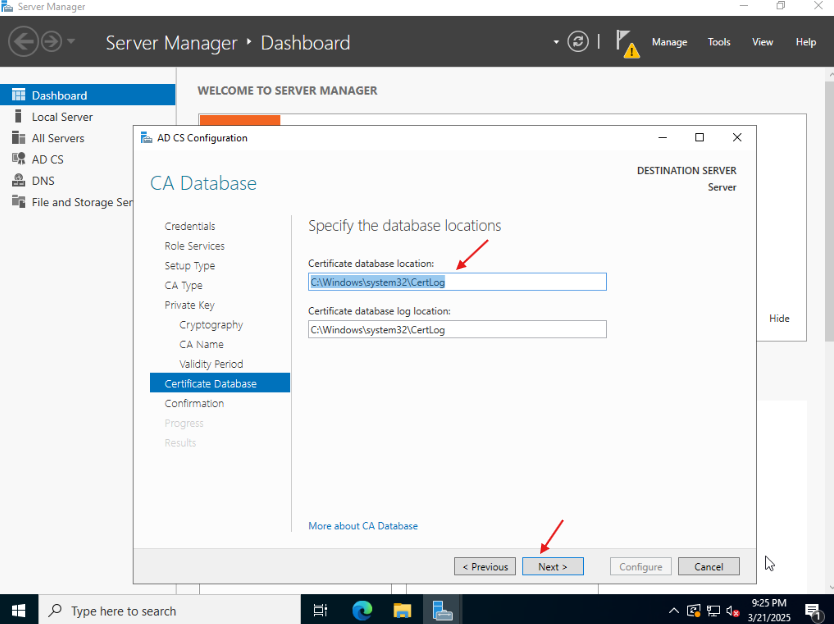 Server Manager
Server Manager • Dashboard
Manage Tools View Help
Dashboard
Local Server
All Servers
AD CS
DNS
File and Storage Ser
WELCOME TO SERVER MANAGER
Hide
AD CS Configuration
CA Database
DESTINATION SERVER
Server
Credentials
Role Services
Setup Type
CA Type
Private Key
Cryptography
CA Name
Validity Period
Certificate Database
Confirmation
Progress
Results
Specify the database locations
Certificate database location:
C:\Windows\system32\CertLog
Certificate database log location:
C:\Windows\system32\CertLog
More about CA Database
< Previous Next > Configure Cancel
Type here to search
9:25 PM
3/21/2025
1